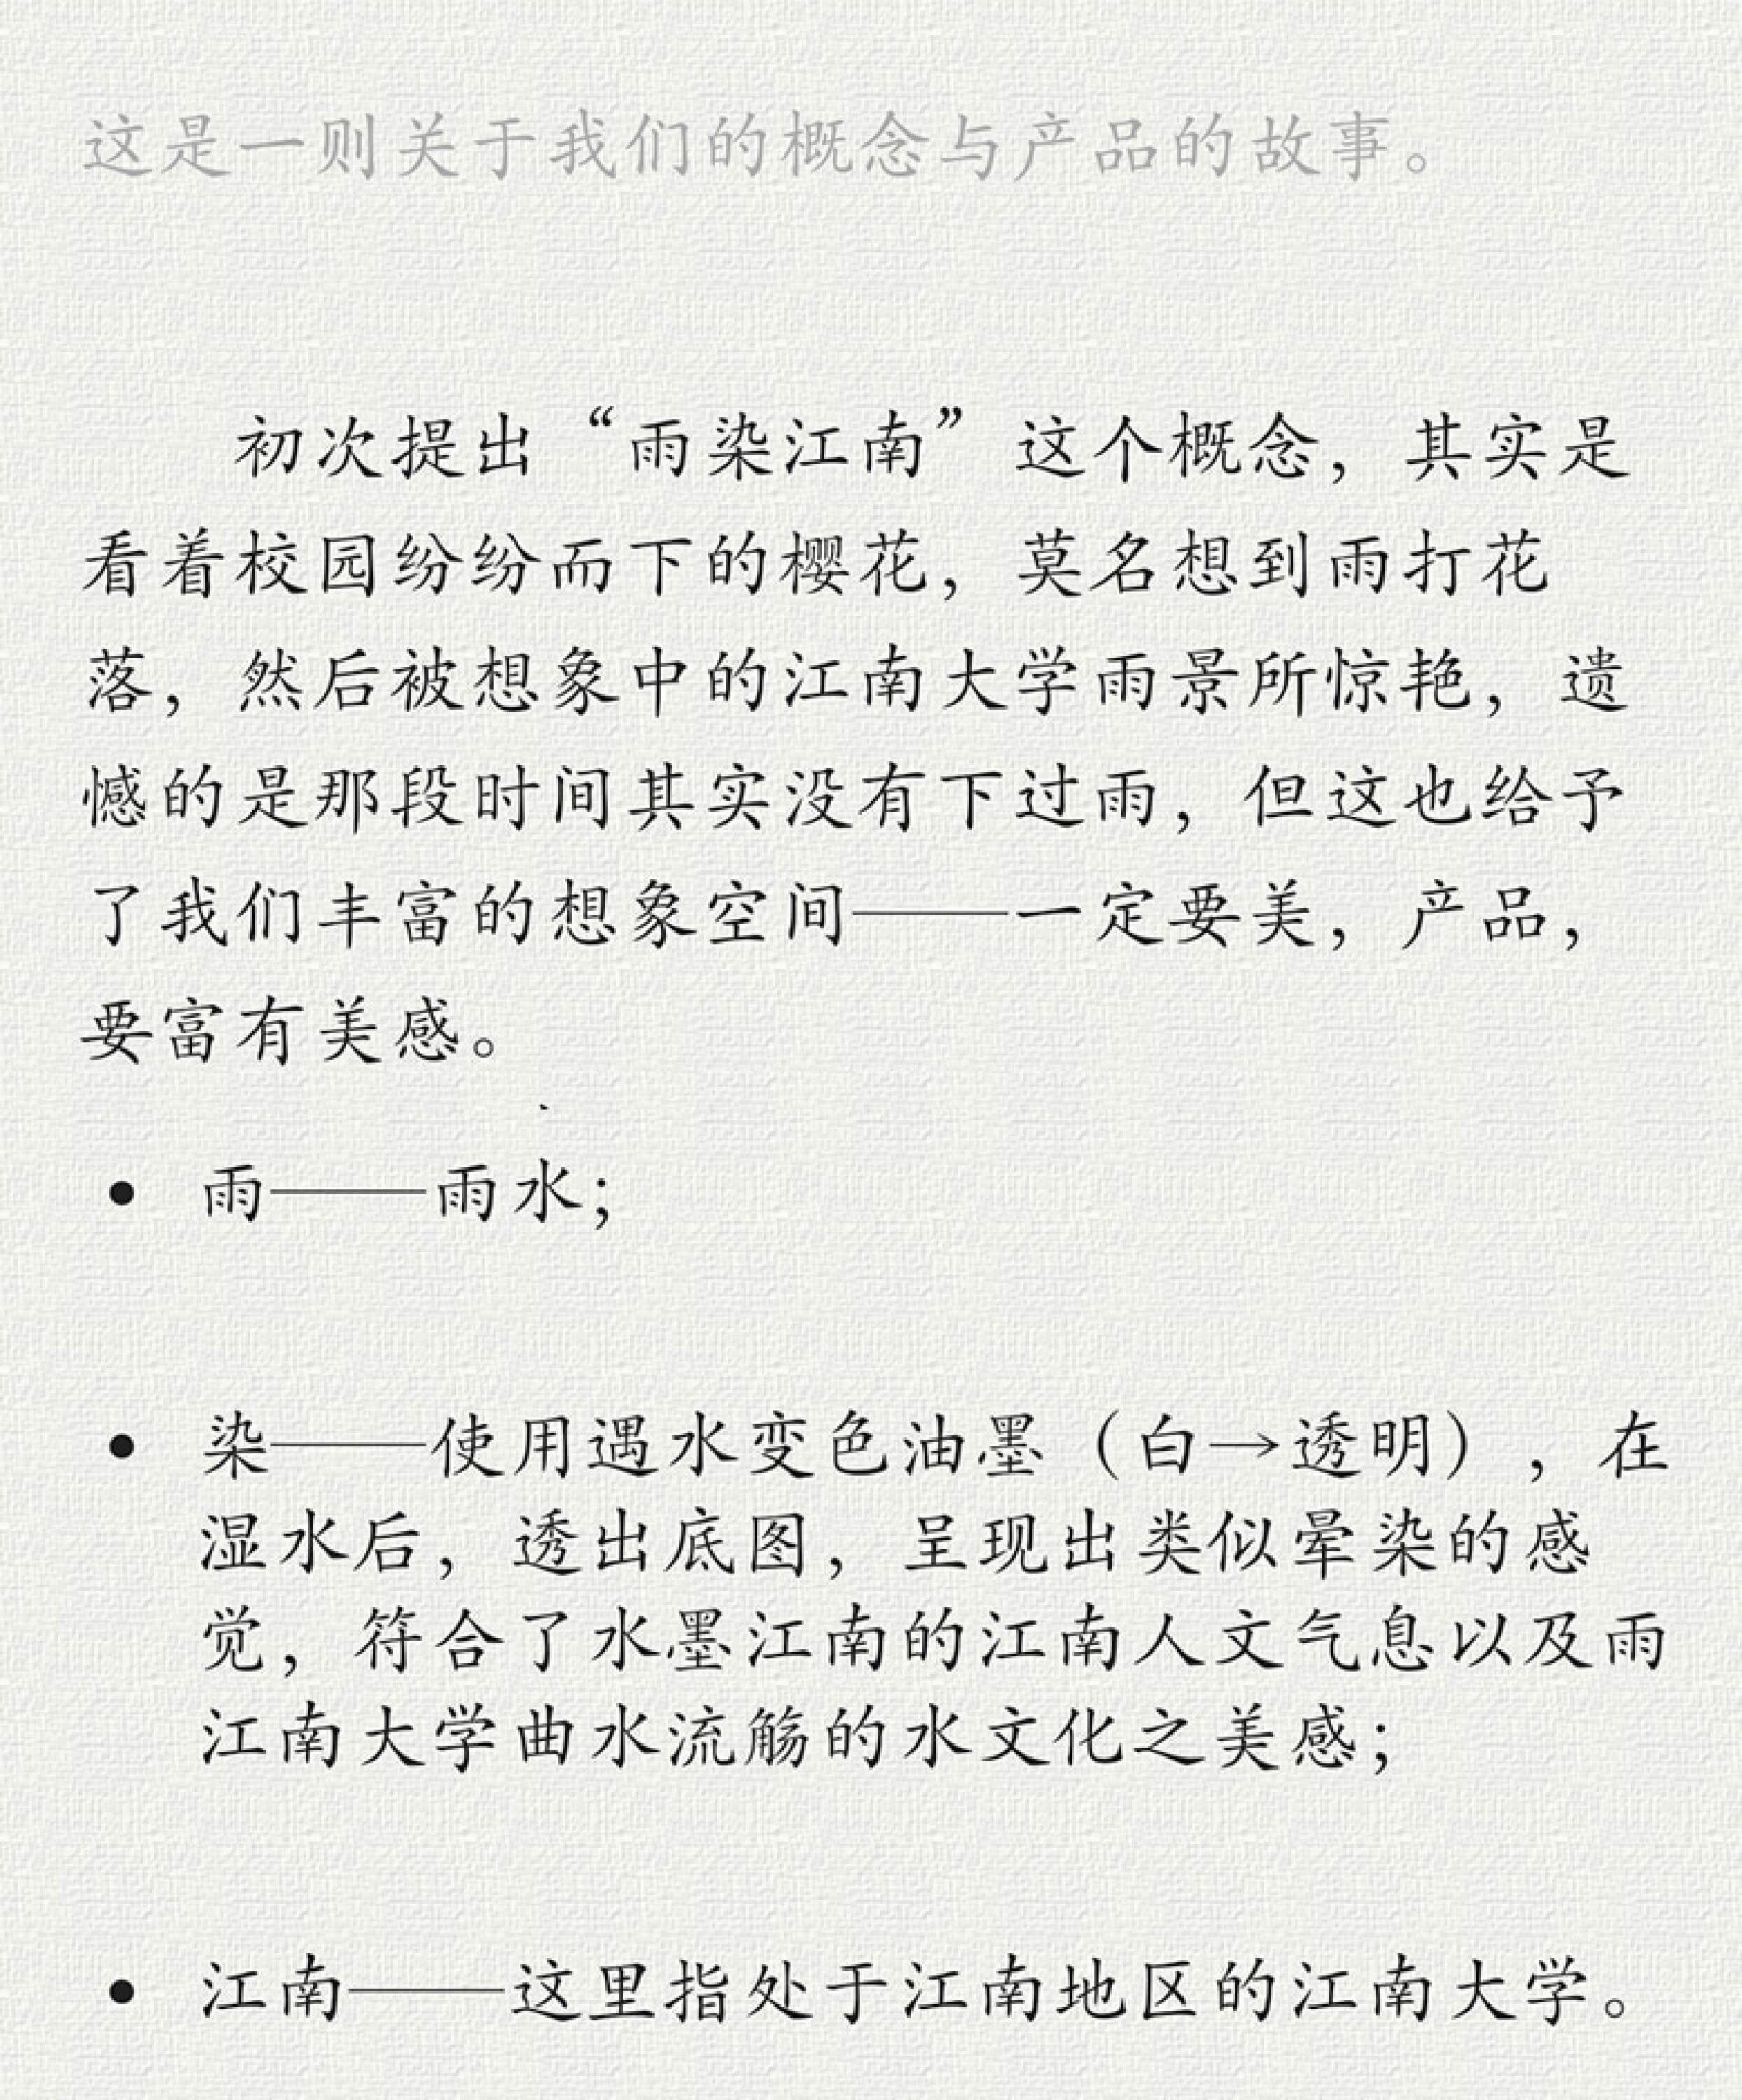 这是一则关于我们的概念与产品的故事。
初次提出“雨染江南”这个概念，其实是
看着校园纷纷而下的樱花，莫名想到雨打花
落，然后被想象中的江南大学雨景所惊艳，遗
憾的是那段时间其实没有下过雨，但这也给予
了我们丰富的想象空间——一定要美，产品，
要富有美感。
• 雨——雨水；
• 染——使用遇水变色油墨（白→透明），在
湿水后，透出底图，呈现出类似晕染的感
觉，符合了水墨江南的江南人文气息以及雨
江南大学曲水流觞的水文化之美感；
• 江南——这里指处于江南地区的江南大学。